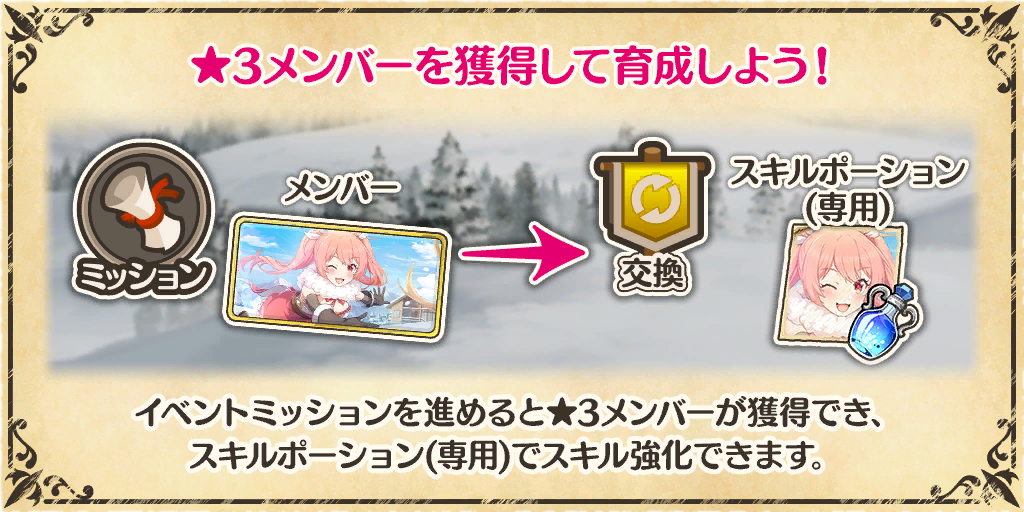 ★3メンバーを獲得して育成しよう!
ミッション
メンバー
交換
スキルポーション
(専用)
イベントミッションを進めると★3メンバーが獲得でき、
スキルポーション(専用)でスキル強化できます。